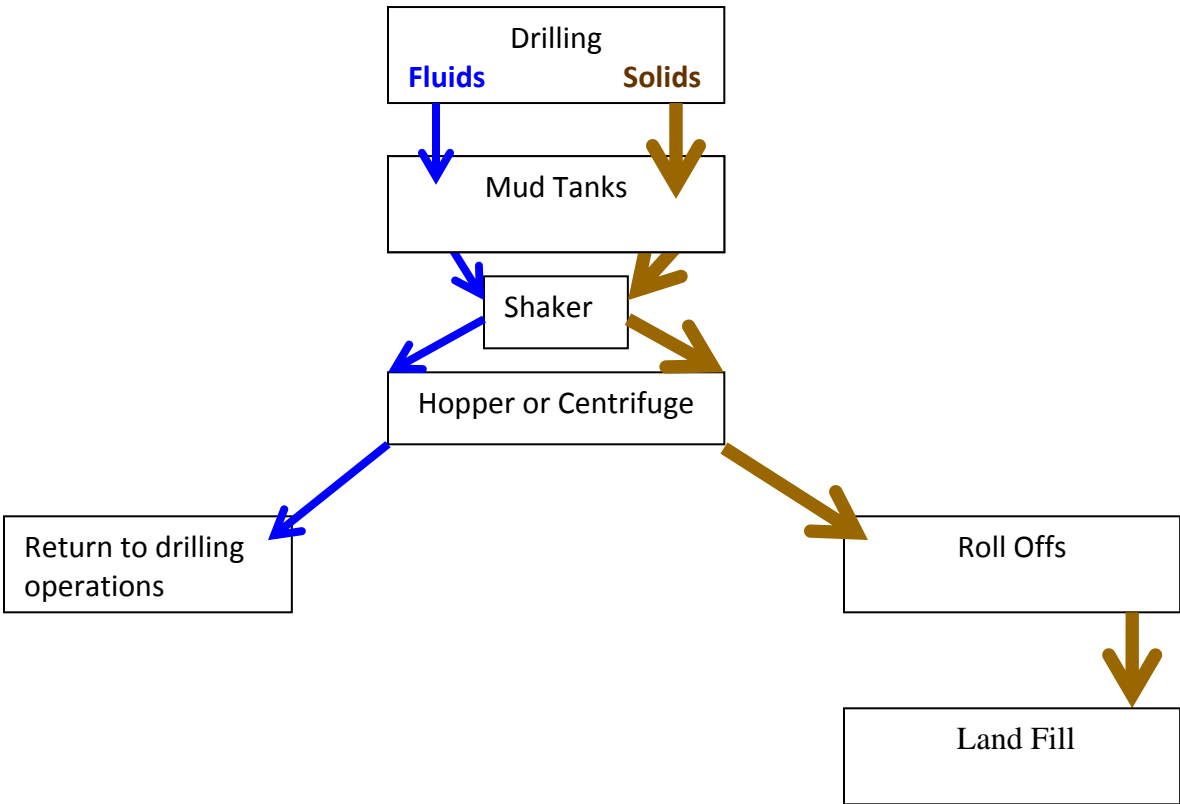 Drilling
Fluids Solids
Mud Tanks
Shaker
Hopper or Centrifuge
Return to drilling
operations
Roll Offs
Land Fill